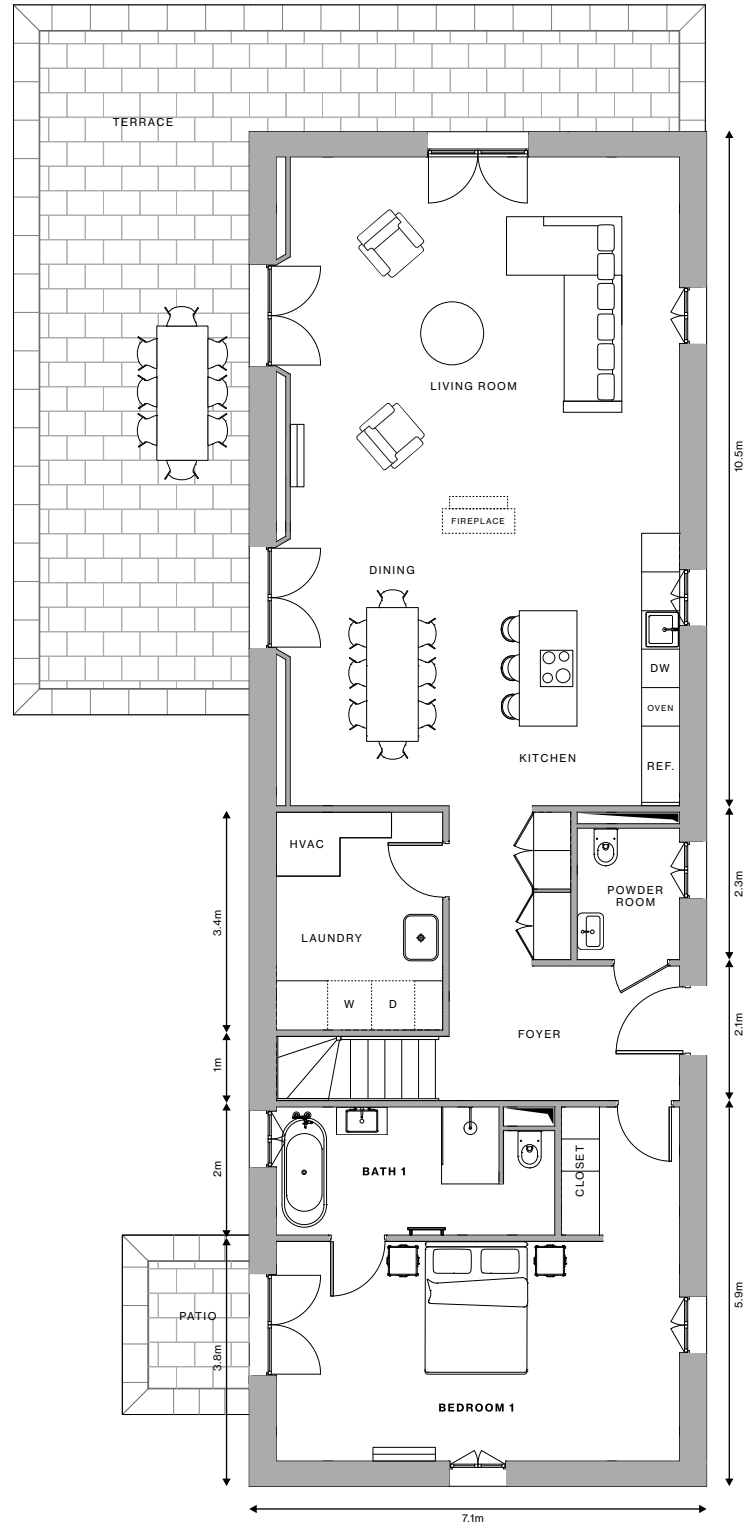 TERRACE
LIVING ROOM
10.5m
FIREPLACE
DINING
DW
OVEN
KITCHEN
REF.
HVAC
POWDER
ROOM
2.3m
3.4m
LAUNDRY
W
D
FOYER
2.1m
1m
BATH 1
CLOSET
2m
PATIO
3.8m
5.9m
BEDROOM 1
7.1m